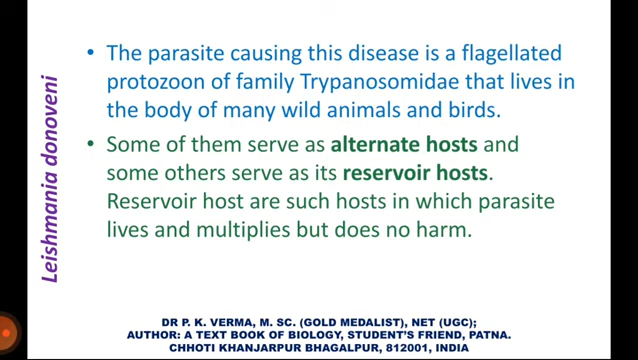 • The parasite causing this disease is a flagellated
protozoon of family Trypanosomidae that lives in
the body of many wild animals and birds.
• Some of them serve as alternate hosts and
some others serve as its reservoir hosts.
Reservoir host are such hosts in which parasite
lives and multiplies but does no harm.
Leishmania donoveni
DR P. K. VERMA, M. SC. (GOLD MEDALIST), NET (UGC);
AUTHOR: A TEXT BOOK OF BIOLOGY, STUDENT'S FRIEND, PATNA.
CHHOTI KHANJARPUR BHAGALPUR, 812001, INDIA